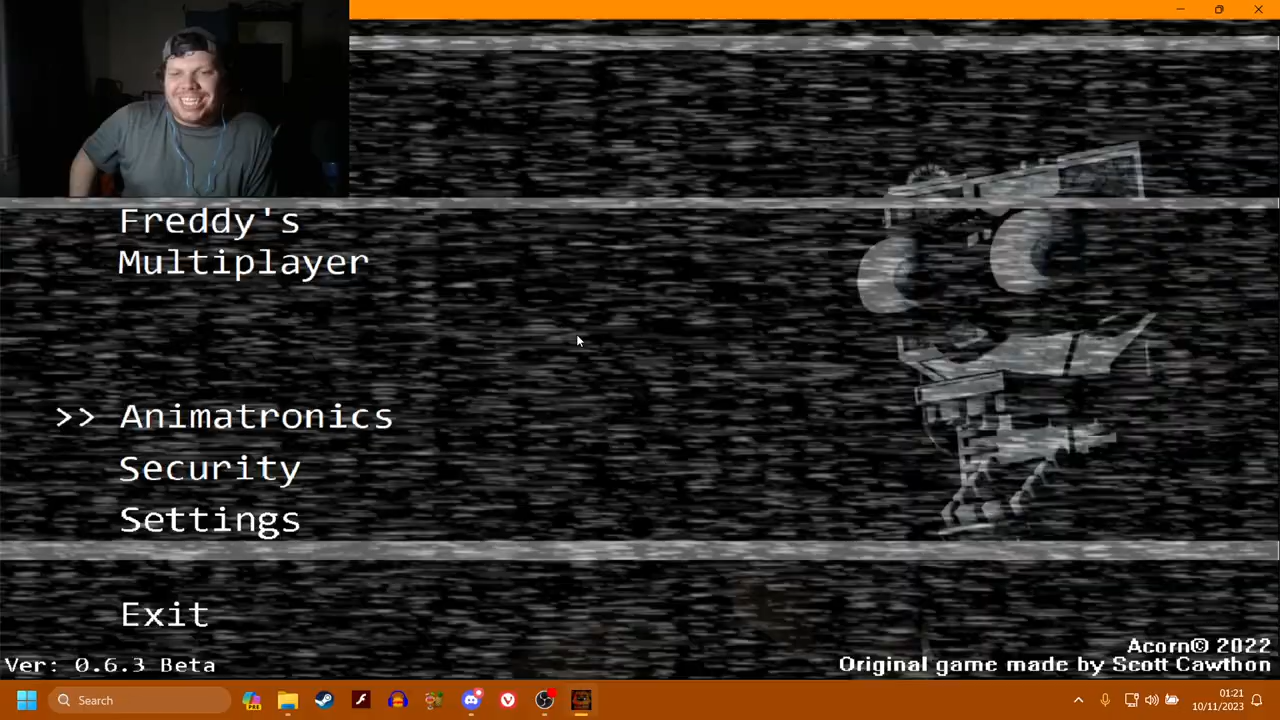 Freddy's
Multiplayer
>> Animatronics
Security
Settings
Exit
Ver: 0.6.3 Beta
Acorn© 2022
Original game made by Scott Cawthon
Search
PRE
01:21
10/11/2023